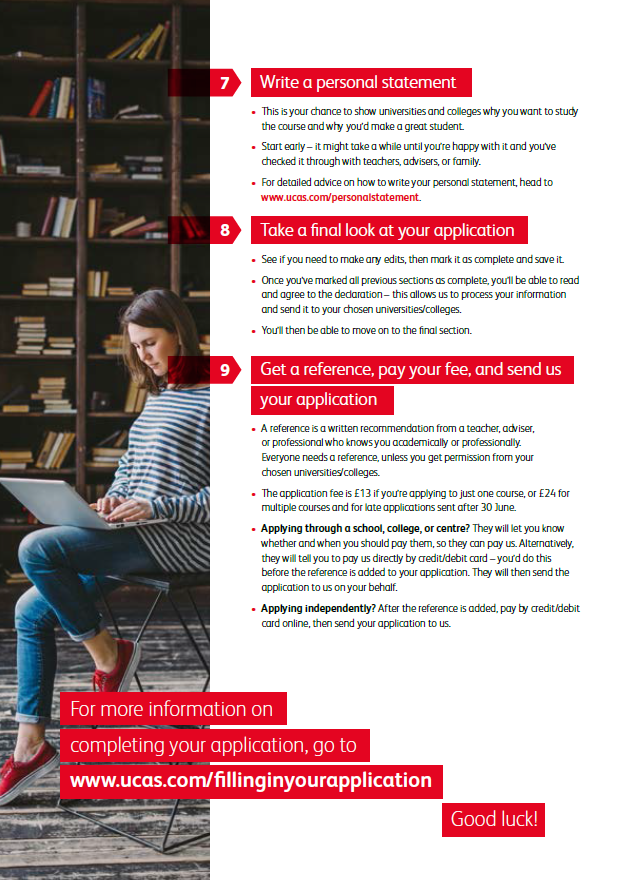 7 Write a personal statement
• This is your chance to show universities and colleges why you want to study
the course and why you'd make a great student.
• Start early – it might take a while until you're happy with it and you've
checked it through with teachers, advisers, or family.
• For detailed advice on how to write your personal statement, head to
www.ucas.com/personalstatement.
8 Take a final look at your application
• See if you need to make any edits, then mark it as complete and save it.
• Once you've marked all previous sections as complete, you'll be able to read
and agree to the declaration – this allows us to process your information
and send it to your chosen universities/colleges.
• You'll then be able to move on to the final section.
9 Get a reference, pay your fee, and send us
your application
• A reference is a written recommendation from a teacher, adviser,
or professional who knows you academically or professionally.
Everyone needs a reference, unless you get permission from your
chosen universities/colleges.
• The application fee is £13 if you're applying to just one course, or £24 for
multiple courses and for late applications sent after 30 June.
• Applying through a school, college, or centre? They will let you know
whether and when you should pay them, so they can pay us. Alternatively,
they will tell you to pay us directly by credit/debit card – you'd do this
before the reference is added to your application. They will then send the
application to us on your behalf.
• Applying independently? After the reference is added, pay by credit/debit
card online, then send your application to us.
For more information on
completing your application, go to
www.ucas.com/fillinginyourapplication
Good luck!